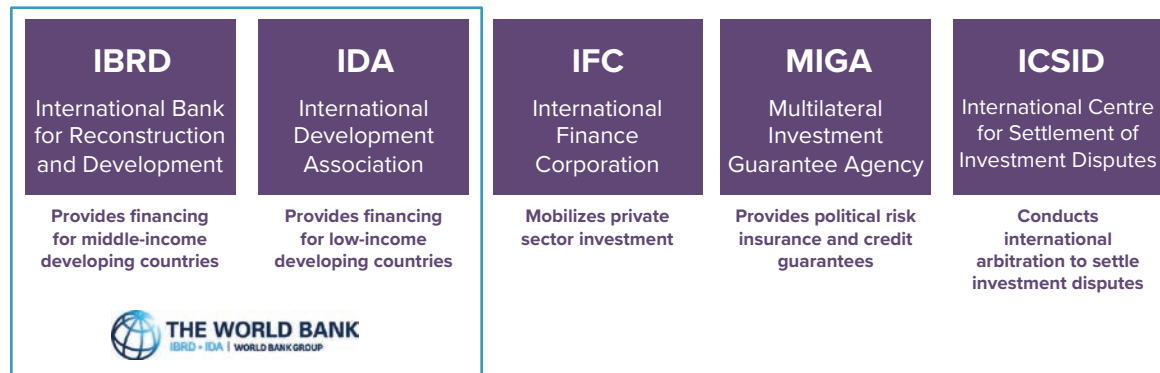 IBRD
International Bank
for Reconstruction
and Development
Provides financing
for middle-income
developing countries
IDA
International
Development
Association
Provides financing
for low-income
developing countries
THE WORLD BANK
IBRD • IDA | WORLD BANK GROUP
IFC
International
Finance
Corporation
Mobilizes private
sector investment
MIGA
Multilateral
Investment
Guarantee Agency
Provides political risk
insurance and credit
guarantees
ICSID
International Centre
for Settlement of
Investment Disputes
Conducts
international
arbitration to settle
investment disputes